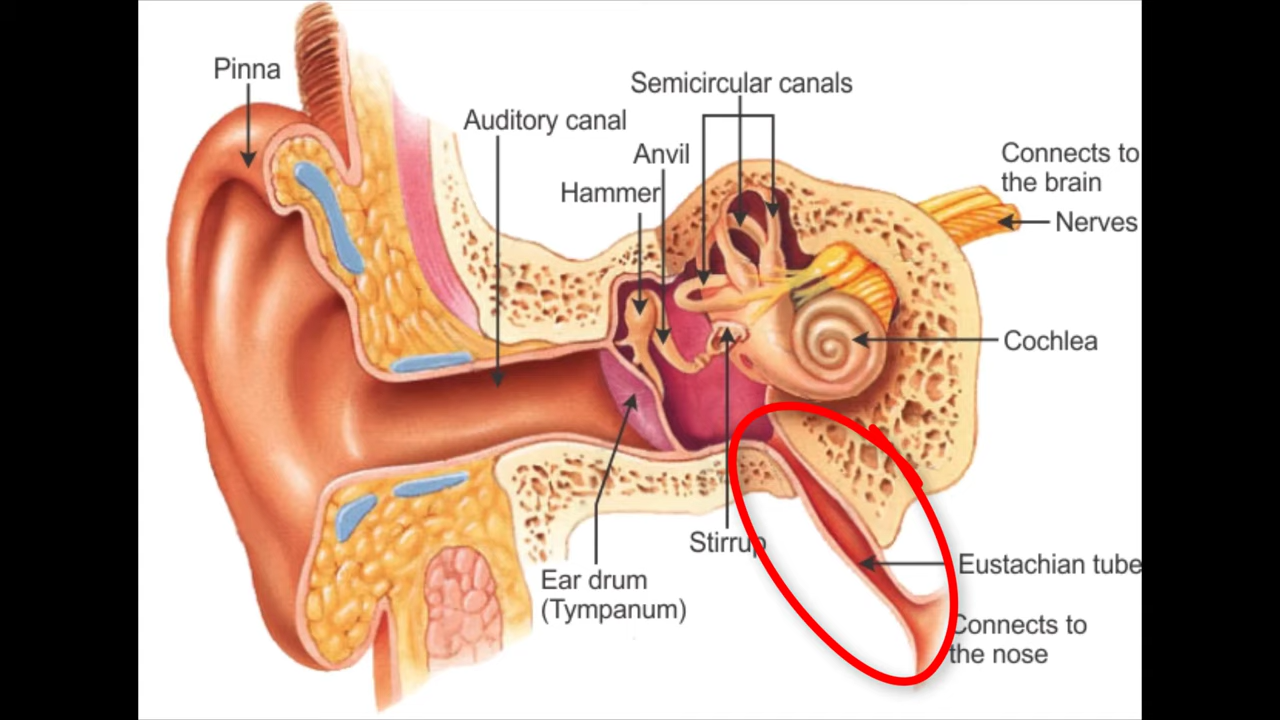 Pinna
Semicircular canals
Auditory canal
Anvil
Hammer
Connects to
the brain
Nerves
Cochlea
Stirrup
Eustachian tube
Ear drum
(Tympanum)
Connects to
the nose